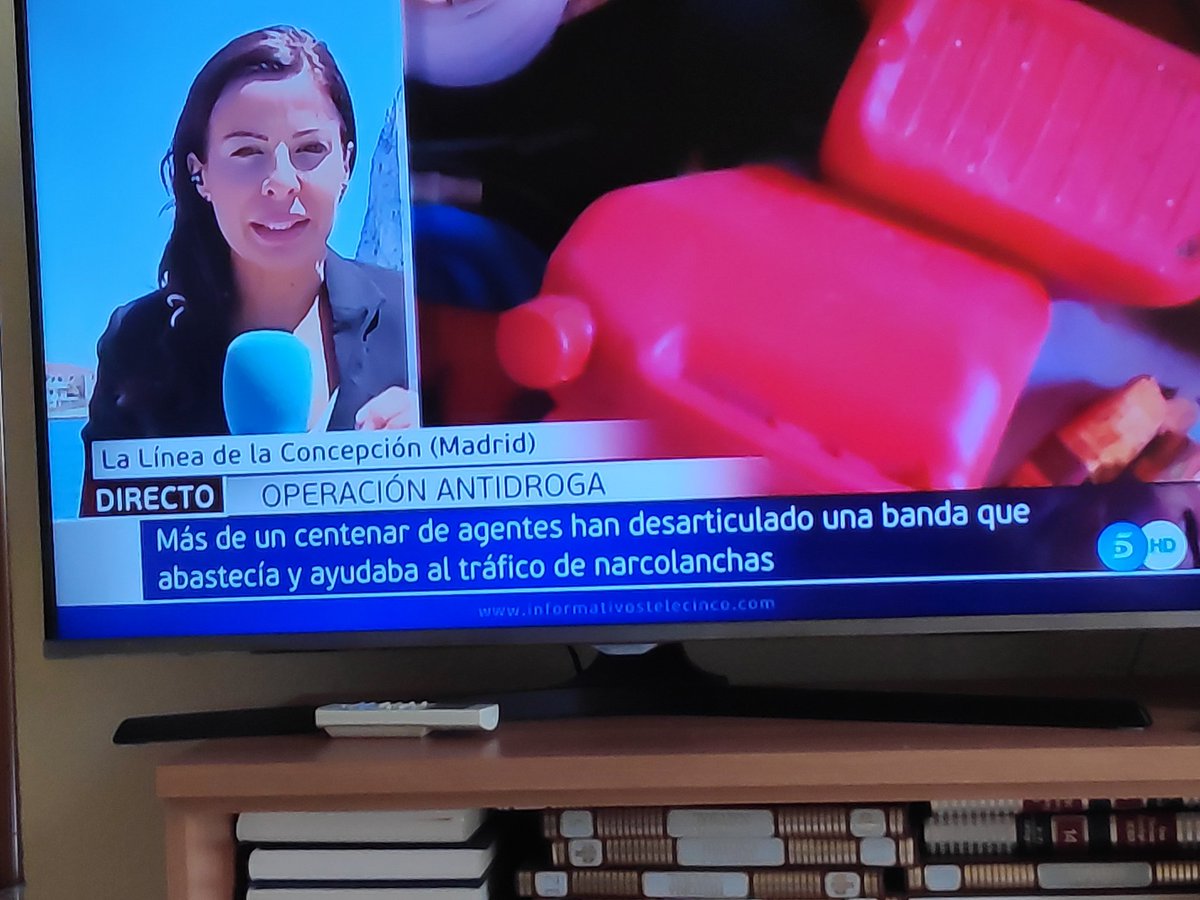 La Línea de la Concepción (Madrid)
DIRECTO OPERACIÓN ANTIDROGA
Más de un centenar de agentes han desarticulado una banda que
abastecía y ayudaba al tráfico de narcolanchas
5 HD
www.informativostelecinco.com
14